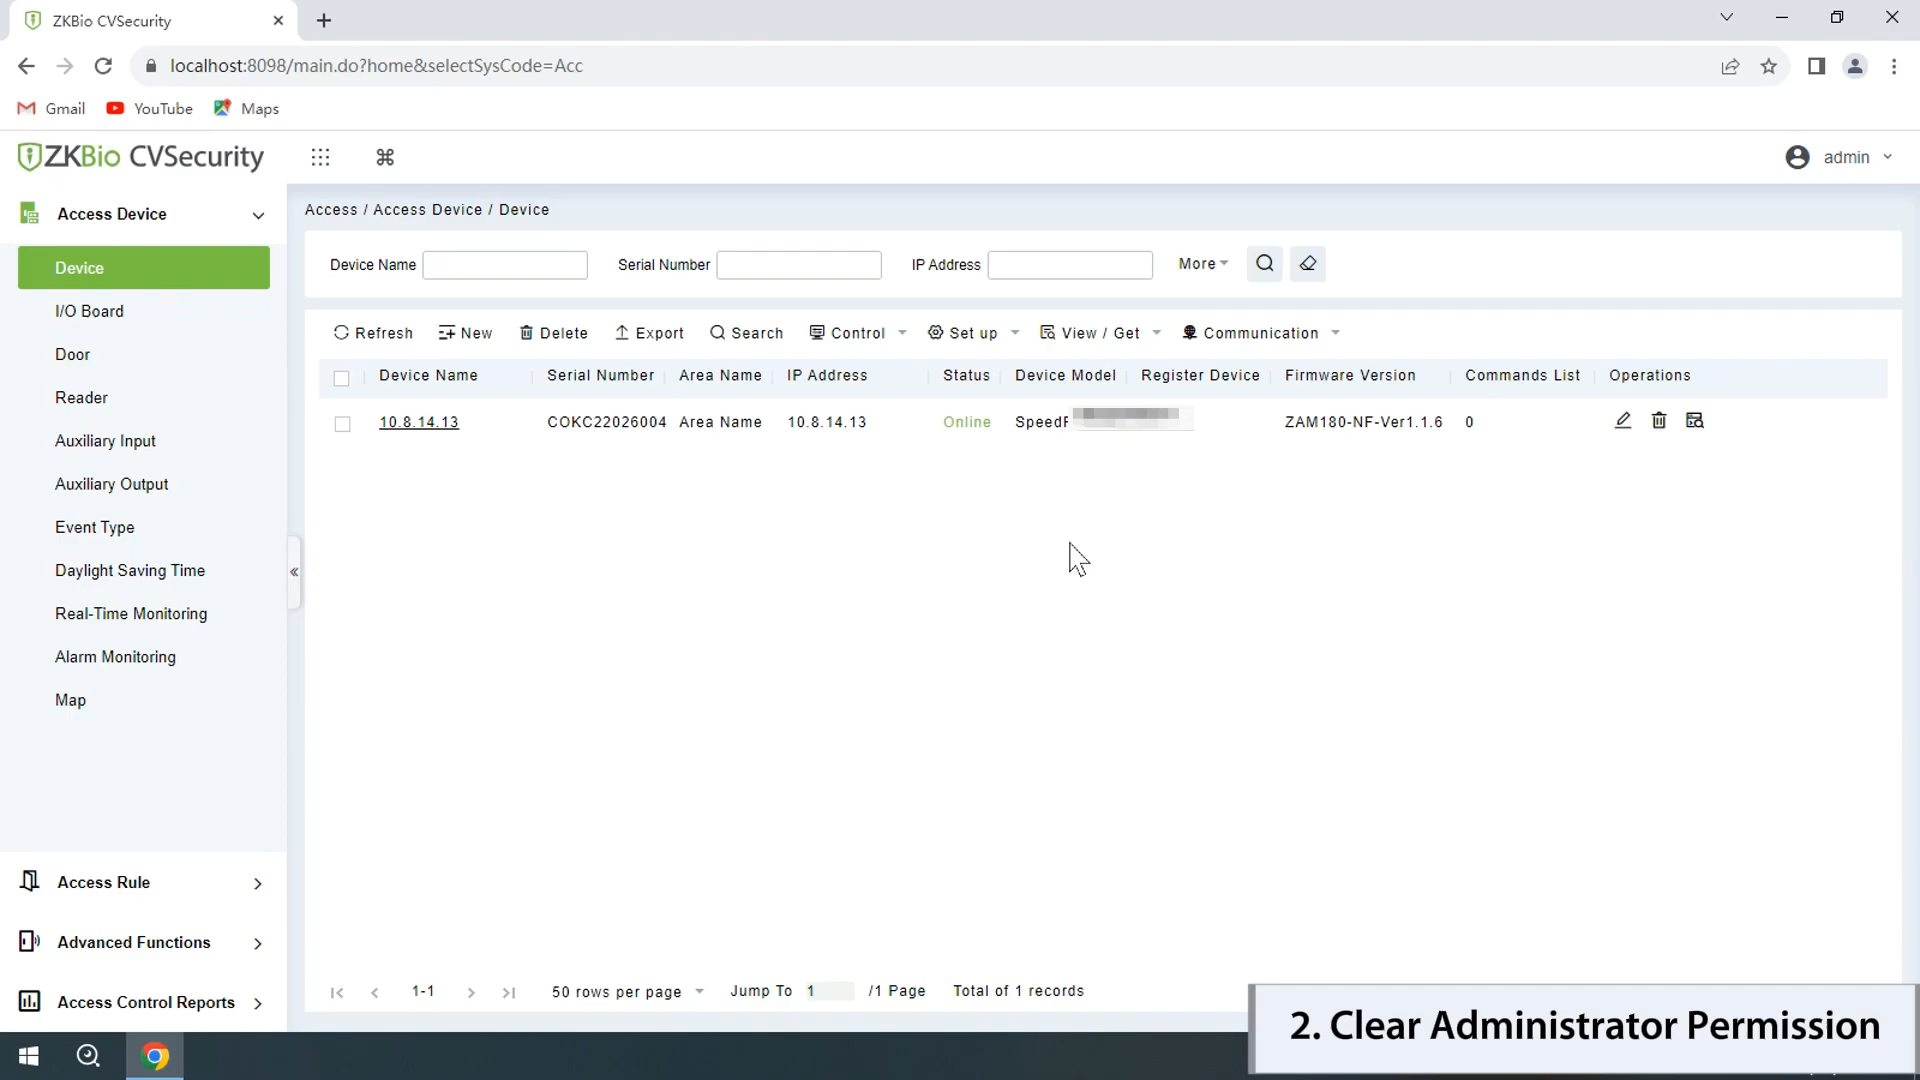 ZKBio CVSecurity
localhost:8098/main.do?home&selectSysCode=Acc
Gmail YouTube Maps
ZKBio CVSecurity
admin
Access Device
Device
I/O Board
Door
Reader
Auxiliary Input
Auxiliary Output
Event Type
Daylight Saving Time
Real-Time Monitoring
Alarm Monitoring
Map
Access Rule
Advanced Functions
Access Control Reports
Access / Access Device / Device
Device Name Serial Number IP Address More
Refresh New Delete Export Search Control Set up View / Get Communication
Device Name Serial Number Area Name IP Address Status Device Model Register Device Firmware Version Commands List Operations
10.8.14.13 COKC22026004 Area Name 10.8.14.13 Online ZAM180-NF-Ver1.1.6 0
1-1 50 rows per page Jump To 1 /1 Page Total of 1 records
2. Clear Administrator Permission